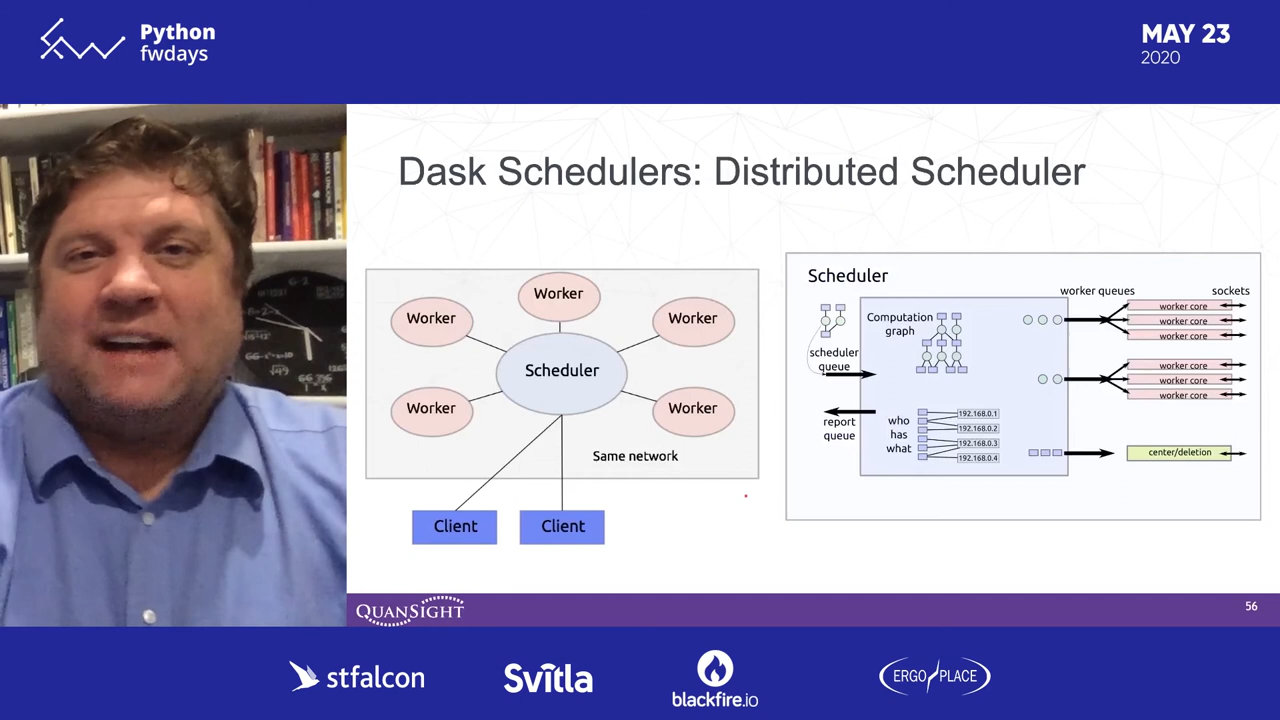 Python
fwdays
MAY 23
2020
Dask Schedulers: Distributed Scheduler
Worker
Worker
Worker
Scheduler
Worker
Worker
Same network
Client
Client
Scheduler
worker queues
sockets
Computation
graph
scheduler
queue
report
queue
who
has
what
192.168.0.1
192.168.0.2
192.168.0.3
192.168.0.4
worker core
worker core
worker core
worker core
worker core
worker core
center/deletion
QUANSIGHT
56
stfalcon
Svitla
blackfire.io
ERGO PLACE